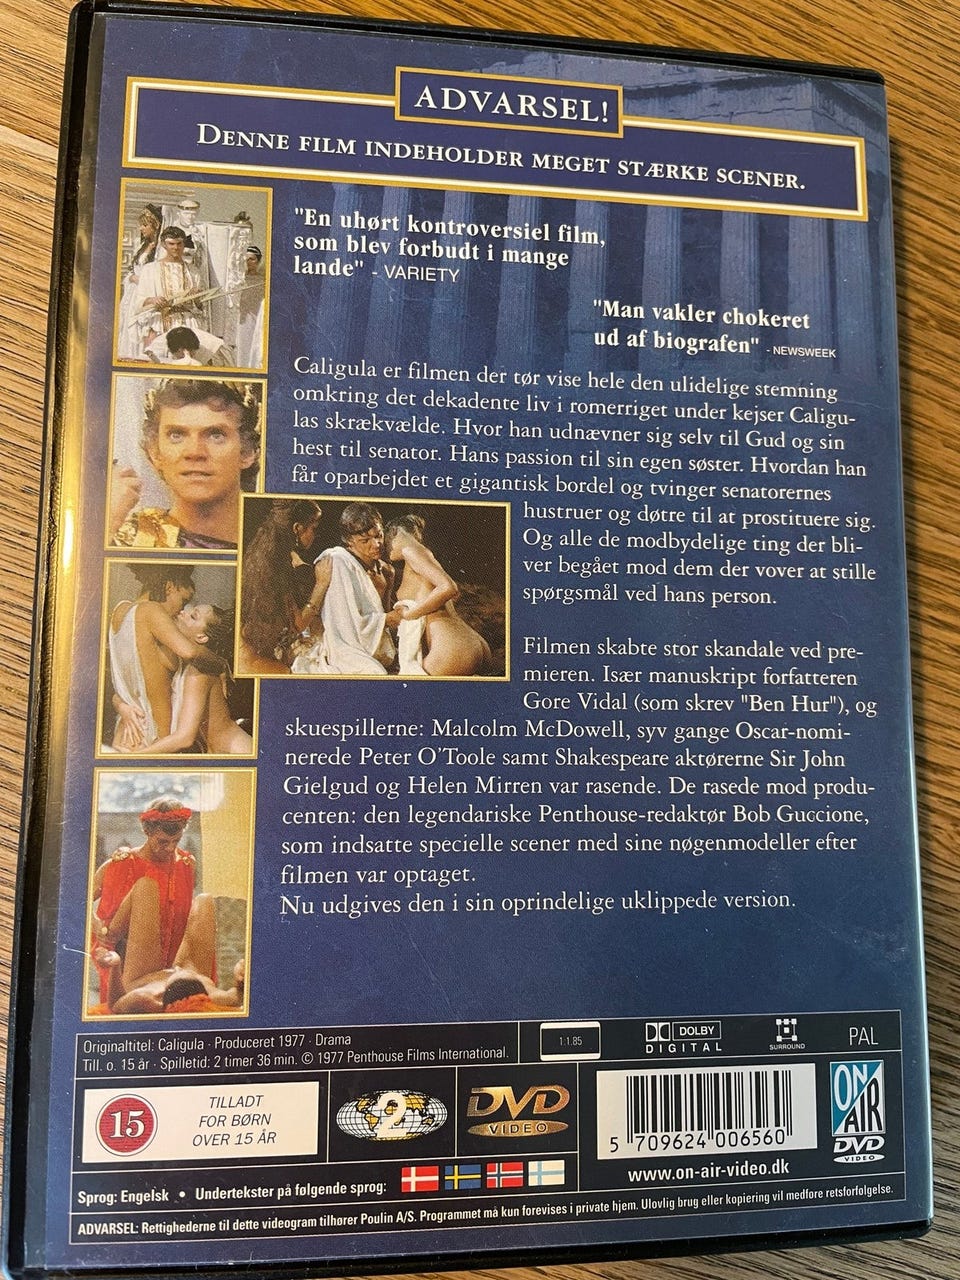 ADVARSEL!
DENNE FILM INDEHOLDER MEGET STÆRKE SCENER.
"En uhørt kontroversiel film,
som blev forbudt i mange
lande" - VARIETY
"Man vakler chokeret
ud af biografen" - NEWSWEEK
Caligula er filmen der tør vise hele den ulidelige stemning
omkring det dekadente liv i romerriget under kejser Caligu-
las skrækvælde. Hvor han udnævner sig selv til Gud og sin
hest til senator. Hans passion til sin egen søster. Hvordan han
får oparbejdet et gigantisk bordel og tvinger senatorernes
hustruer og døtre til at prostituere sig.
Og alle de modbydelige ting der bli-
ver begået mod dem der vover at stille
spørgsmål ved hans person.
Filmen skabte stor skandale ved pre-
mieren. Især manuskript forfatteren
Gore Vidal (som skrev "Ben Hur"), og
skuespillerne: Malcolm McDowell, syv gange Oscar-nomi-
nerede Peter O'Toole samt Shakespeare aktørerne Sir John
Gielgud og Helen Mirren var rasende. De rasede mod produ-
centen: den legendariske Penthouse-redaktør Bob Guccione,
som indsatte specielle scener med sine nøgenmodeller efter
filmen var optaget.
Nu udgives den i sin oprindelige uklippede version.
Originaltitel: Caligula · Produceret 1977 · Drama
Till. o. 15 år · Spilletid: 2 timer 36 min. © 1977 Penthouse Films International.
1:1.85
DOLBY
DIGITAL
SURROUND
PAL
15
TILLADT
FOR BØRN
OVER 15 ÅR
2
DVD
VIDEO
5 709624 006560
ON
AIR
DVD
VIDEO
www.on-air-video.dk
Sprog: Engelsk • Undertekster på følgende sprog:
ADVARSEL: Rettighederne til dette videogram tilhører Poulin A/S. Programmet må kun forevises i private hjem. Ulovlig brug eller kopiering vil medføre retsforfølgelse.